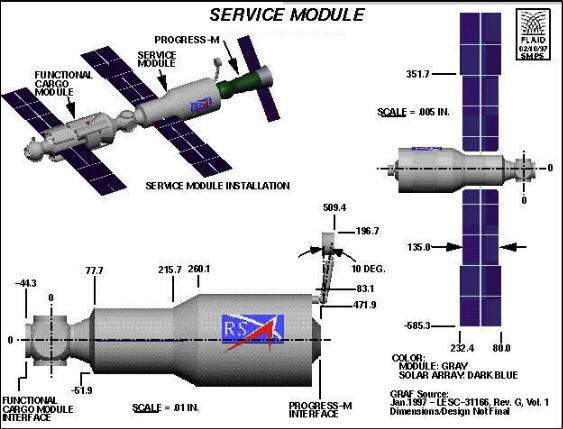 SERVICE MODULE
FLAID
02/10/97
SMPS
PROGRESS-M
SERVICE
MODULE
FUNCTIONAL
CARGO
MODULE
SERVICE MODULE INSTALLATION
351.7
SCALE = .005 IN.
0
0
135.0
-585.3
232.4
80.0
509.4
196.7
10 DEG.
83.1
471.9
-44.3
0
77.7
215.7
260.1
0
RS
-51.9
FUNCTIONAL
CARGO MODULE
INTERFACE
SCALE = .01 IN.
PROGRESS-M
INTERFACE
COLOR:
MODULE: GRAY
SOLAR ARRAY: DARK BLUE
GRAF Source:
Jan.1997 - LESC-31166, Rev. G, Vol. 1
Dimensions/Design Not Final